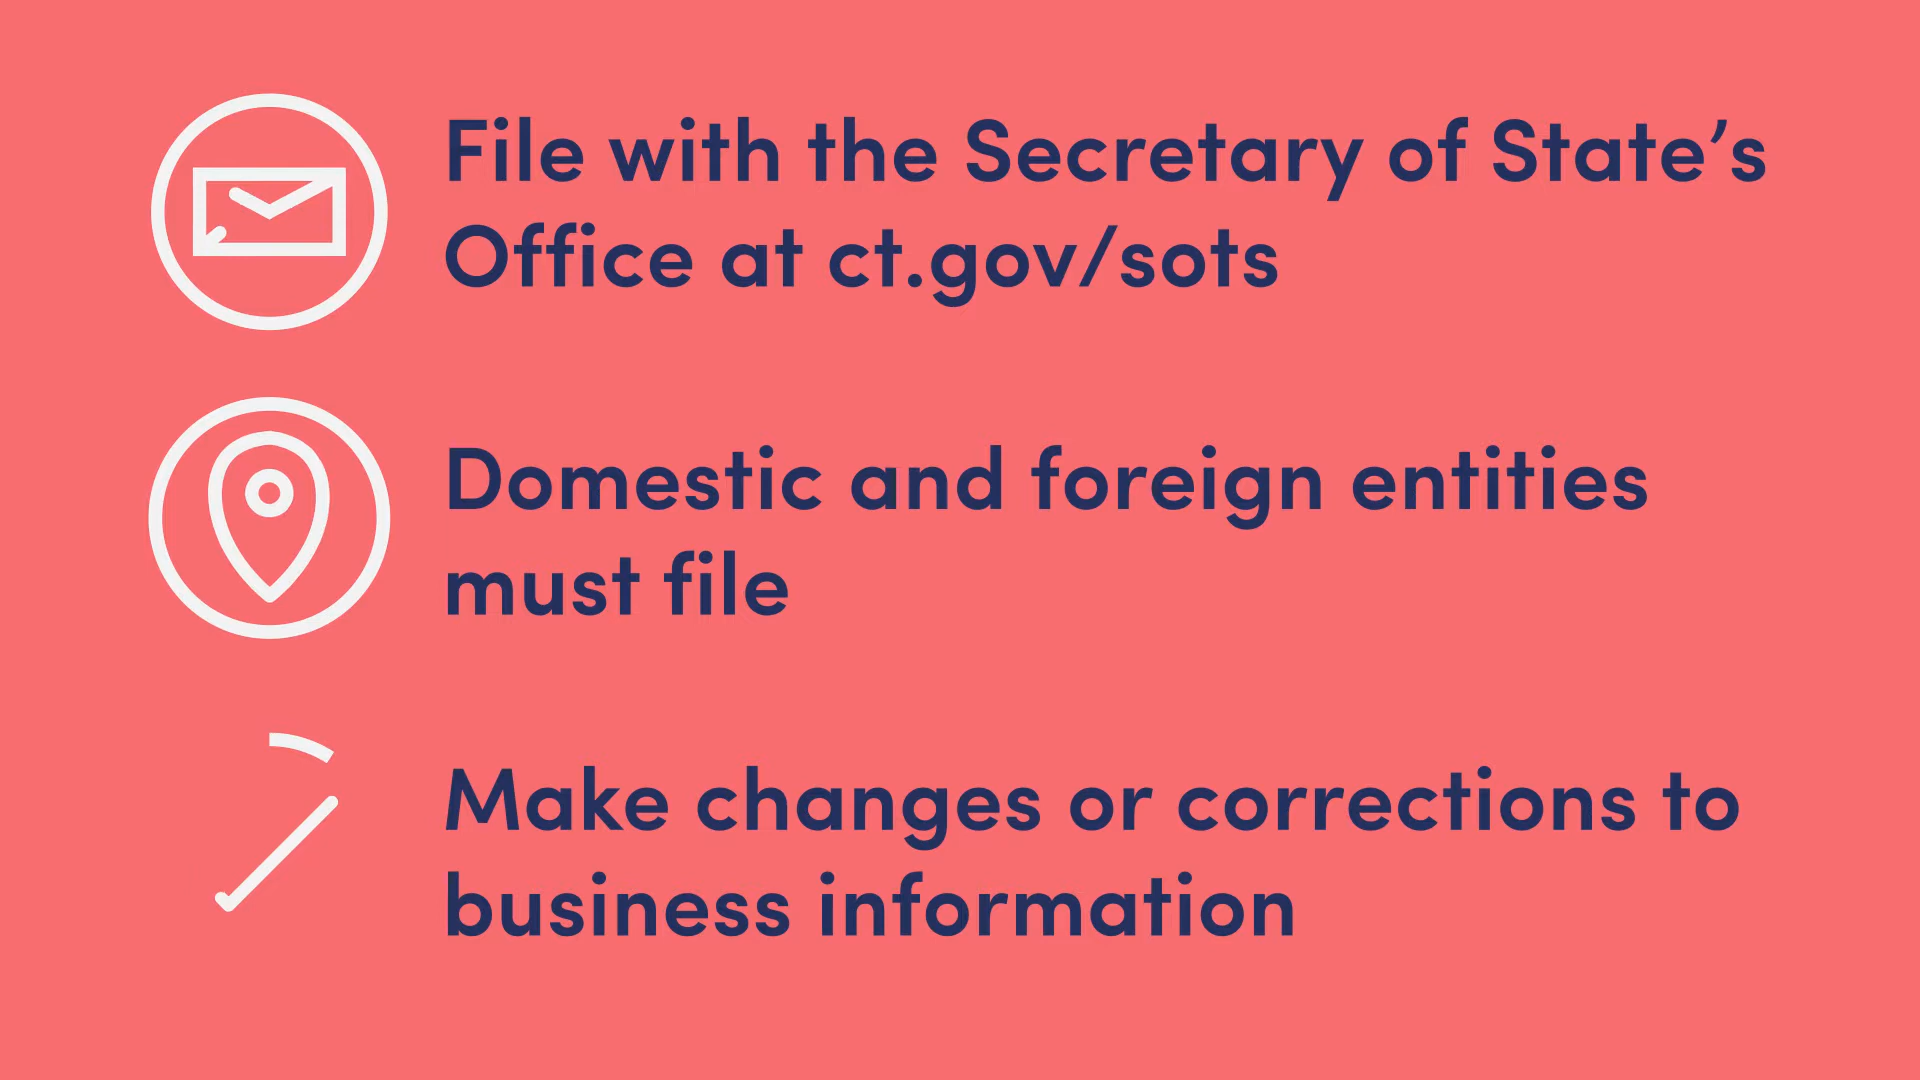 File with the Secretary of State’s
Office at ct.gov/sots
Domestic and foreign entities
must file
Make changes or corrections to
business information